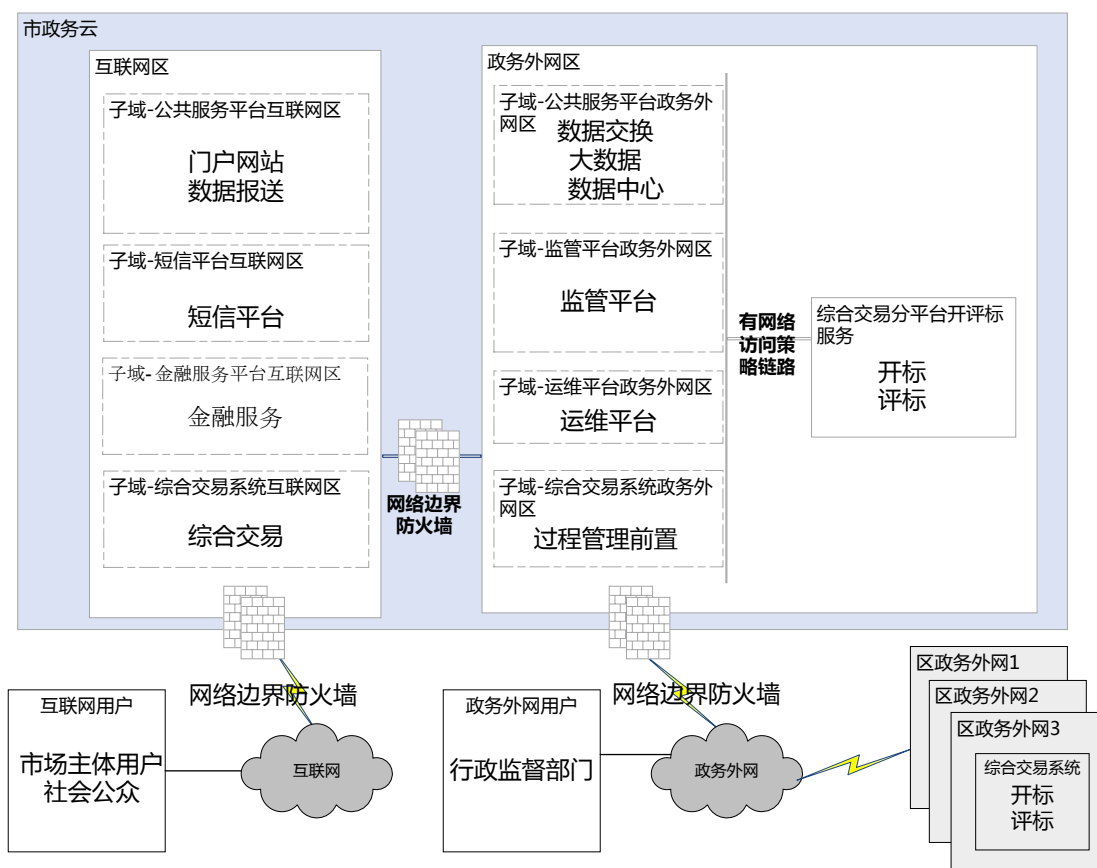 市政务云
互联网区
子域-公共服务平台互联网区
门户网站
数据报送
子域-短信平台互联网区
短信平台
子域-金融服务平台互联网区
金融服务
子域-综合交易系统互联网区
综合交易
网络边界
防火墙
政务外网区
子域-公共服务平台政务外
网区
数据交换
大数据
数据中心
子域-监管平台政务外网区
监管平台
子域-运维平台政务外网区
运维平台
子域-综合交易系统政务外
网区
过程管理前置
有网络
访问策
略链路
综合交易分平台开评标
服务
开标
评标
网络边界防火墙
互联网用户
市场主体用户
社会公众
互联网
网络边界防火墙
政务外网用户
行政监督部门
政务外网
区政务外网1
区政务外网2
区政务外网3
综合交易系统
开标
评标